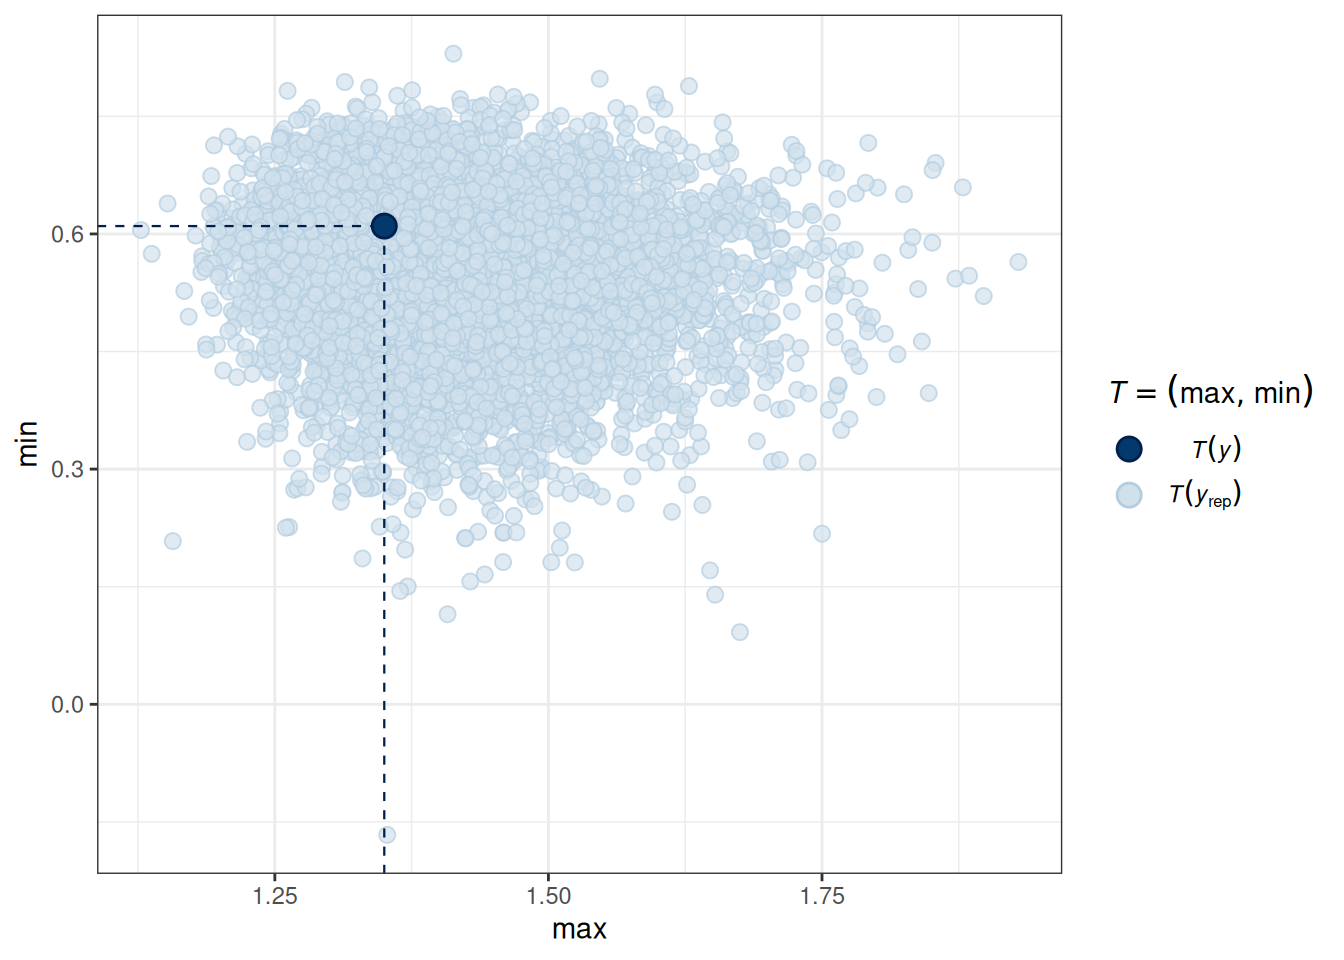 0.6
0.3
0.0
min
1.25 1.50 1.75
max
T = (max, min)
T(y)
T(yrep)